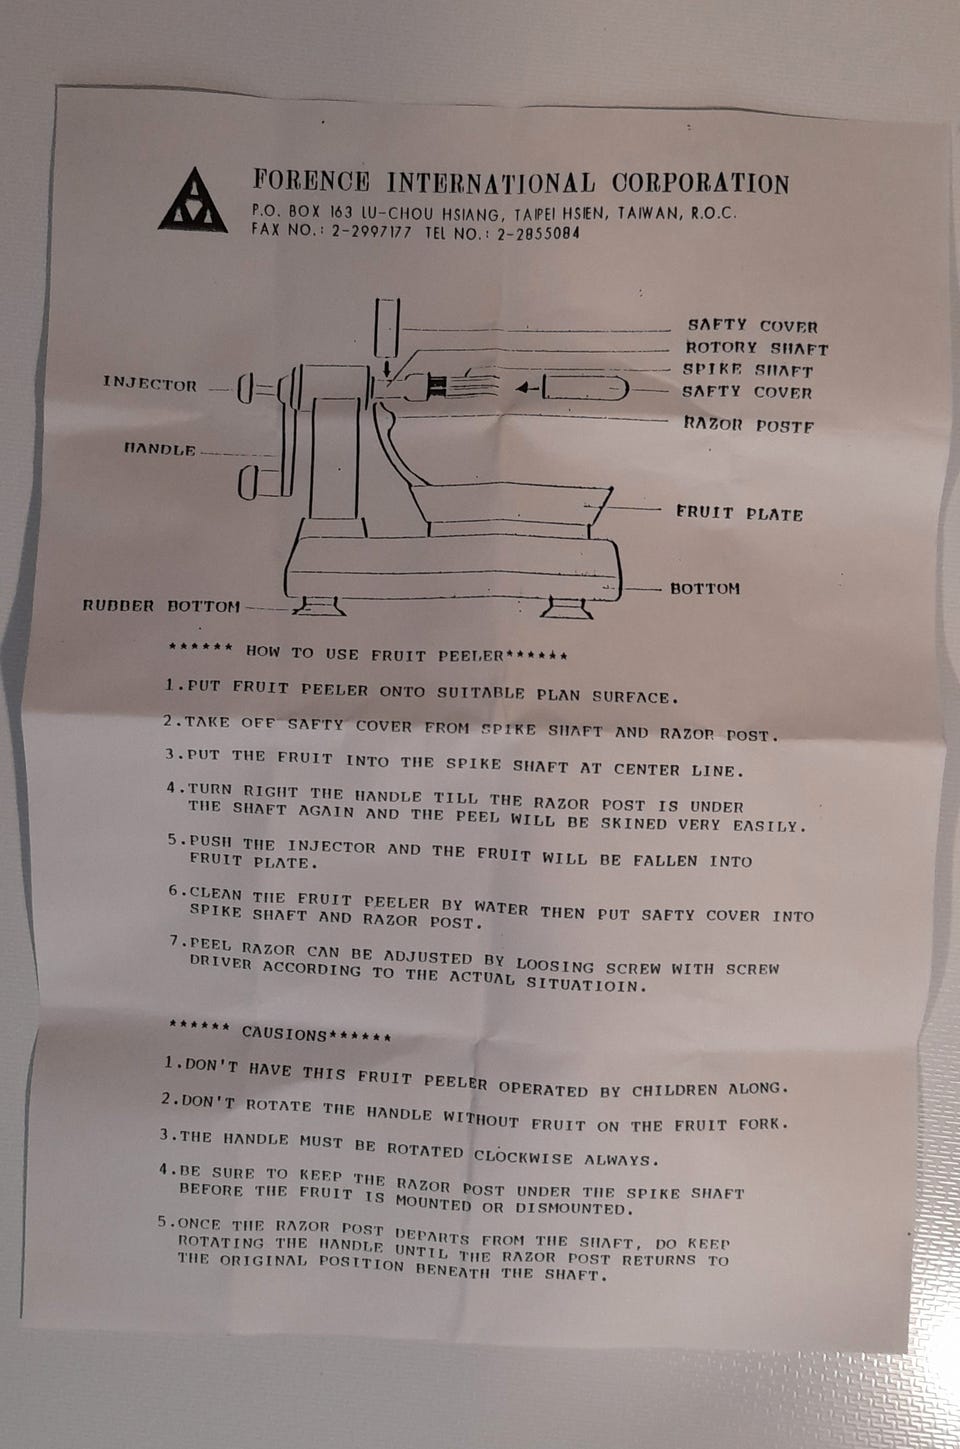 FORENCE INTERNATIONAL CORPORATION
P.O. BOX 163 LU-CHOU HSIANG, TAIPEI HSIEN, TAIWAN, R.O.C.
FAX NO.: 2-2997177 TEL NO.: 2-2855084
SAFTY COVER
ROTORY SHAFT
SPIKE SHAFT
SAFTY COVER
RAZOR POSTF
INJECTOR
HANDLE
FRUIT PLATE
BOTTOM
RUBBER BOTTOM
****** HOW TO USE FRUIT PEELER******
1.PUT FRUIT PEELER ONTO SUITABLE PLAN SURFACE.
2.TAKE OFF SAFTY COVER FROM SPIKE SHAFT AND RAZOR POST.
3.PUT THE FRUIT INTO THE SPIKE SHAFT AT CENTER LINE.
4.TURN RIGHT THE HANDLE TILL THE RAZOR POST IS UNDER
THE SHAFT AGAIN AND THE PEEL WILL BE SKINED VERY EASILY.
5.PUSH THE INJECTOR AND THE FRUIT WILL BE FALLEN INTO
FRUIT PLATE.
6.CLEAN THE FRUIT PEELER BY WATER THEN PUT SAFTY COVER INTO
SPIKE SHAFT AND RAZOR POST.
7.PEEL RAZOR CAN BE ADJUSTED BY LOOSING SCREW WITH SCREW
DRIVER ACCORDING TO THE ACTUAL SITUATIOIN.
****** CAUSIONS******
1.DON'T HAVE THIS FRUIT PEELER OPERATED BY CHILDREN ALONG.
2.DON'T ROTATE THE HANDLE WITHOUT FRUIT ON THE FRUIT FORK.
3.THE HANDLE MUST BE ROTATED CLOCKWISE ALWAYS.
4.BE SURE TO KEEP THE RAZOR POST UNDER THE SPIKE SHAFT
BEFORE THE FRUIT IS MOUNTED OR DISMOUNTED.
5.ONCE THE RAZOR POST DEPARTS FROM THE SHAFT, DO KEEP
ROTATING THE HANDLE UNTIL THE RAZOR POST RETURNS TO
THE ORIGINAL POSITION BENEATH THE SHAFT.